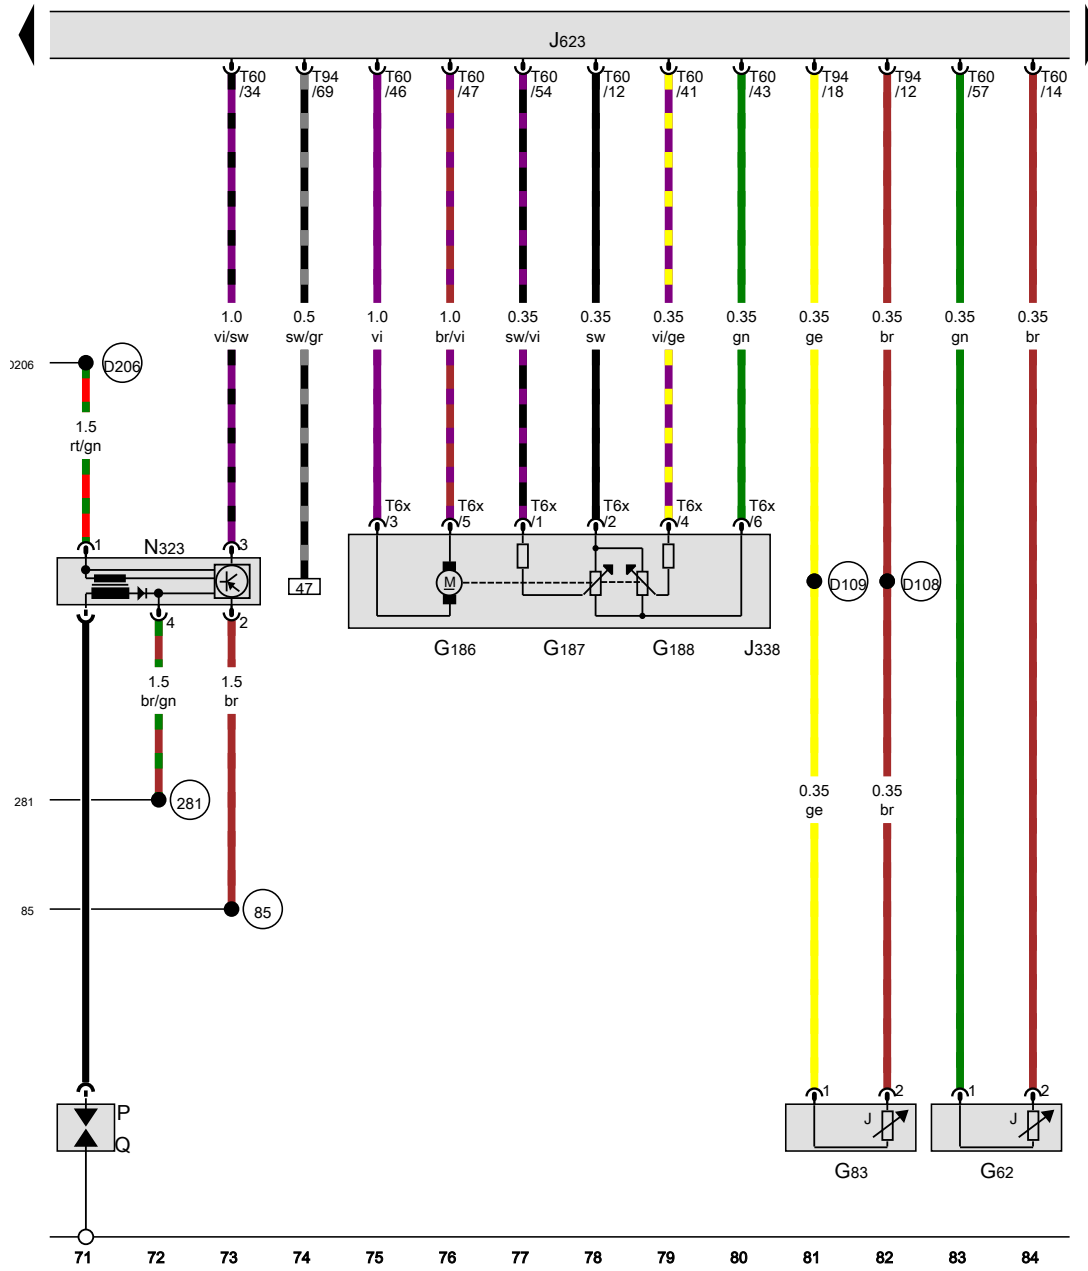 J623
T60 T94 T60 T60 T60 T60 T60 T60 T94 T94 T60 T60
/34 /69 /46 /47 /54 /12 /41 /43 /18 /12 /57 /14
1.0 0.5 1.0 1.0 0.35 0.35 0.35 0.35 0.35 0.35 0.35 0.35
vi/sw sw/gr vi br/vi sw/vi sw vi/ge gn ge br gn br
D206 D206
1.5
rt/gn
T6x T6x T6x T6x T6x T6x
/3 /5 /1 /2 /4 /6
1 N323 3
M
47
D109 D108
4 2
G186 G187 G188 J338
1.5 1.5
br/gn br
281 281
0.35 0.35
ge br
85 85
1 2 1 2
P
J J
Q
G83 G62
71 72 73 74 75 76 77 78 79 80 81 82 83 84